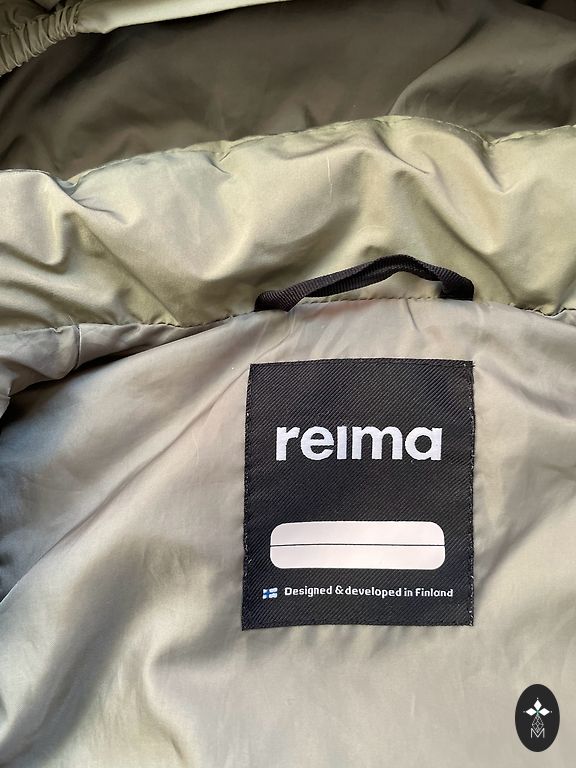 reima
Designed & developed in Finland
M